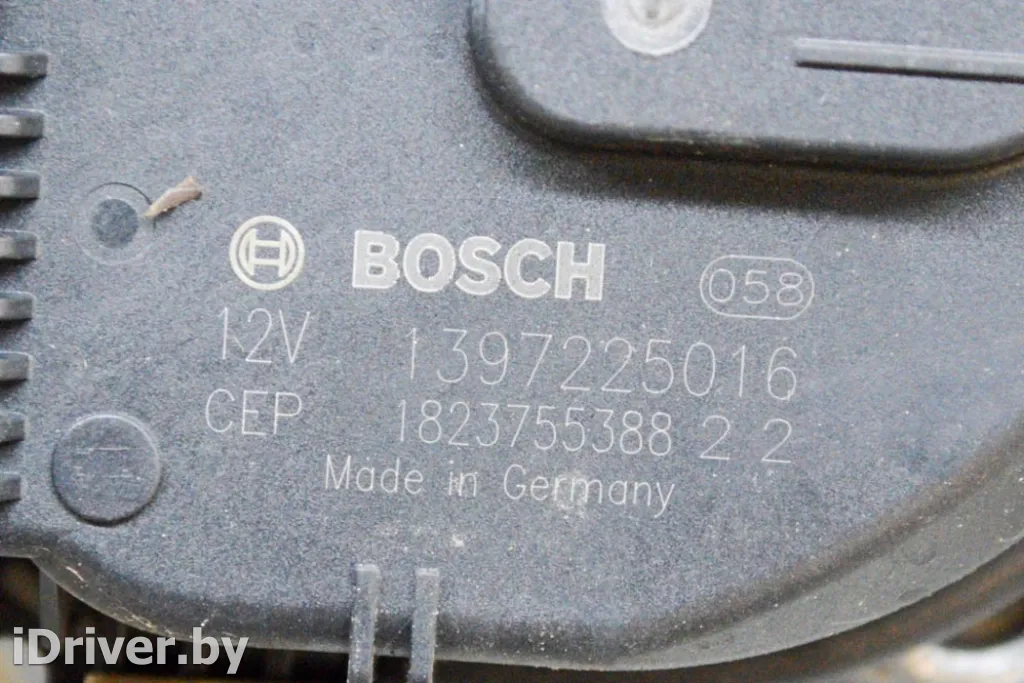 BOSCH 058
12V 1397225016
CEP 1823755388 2 2
Made in Germany
iDriver.by